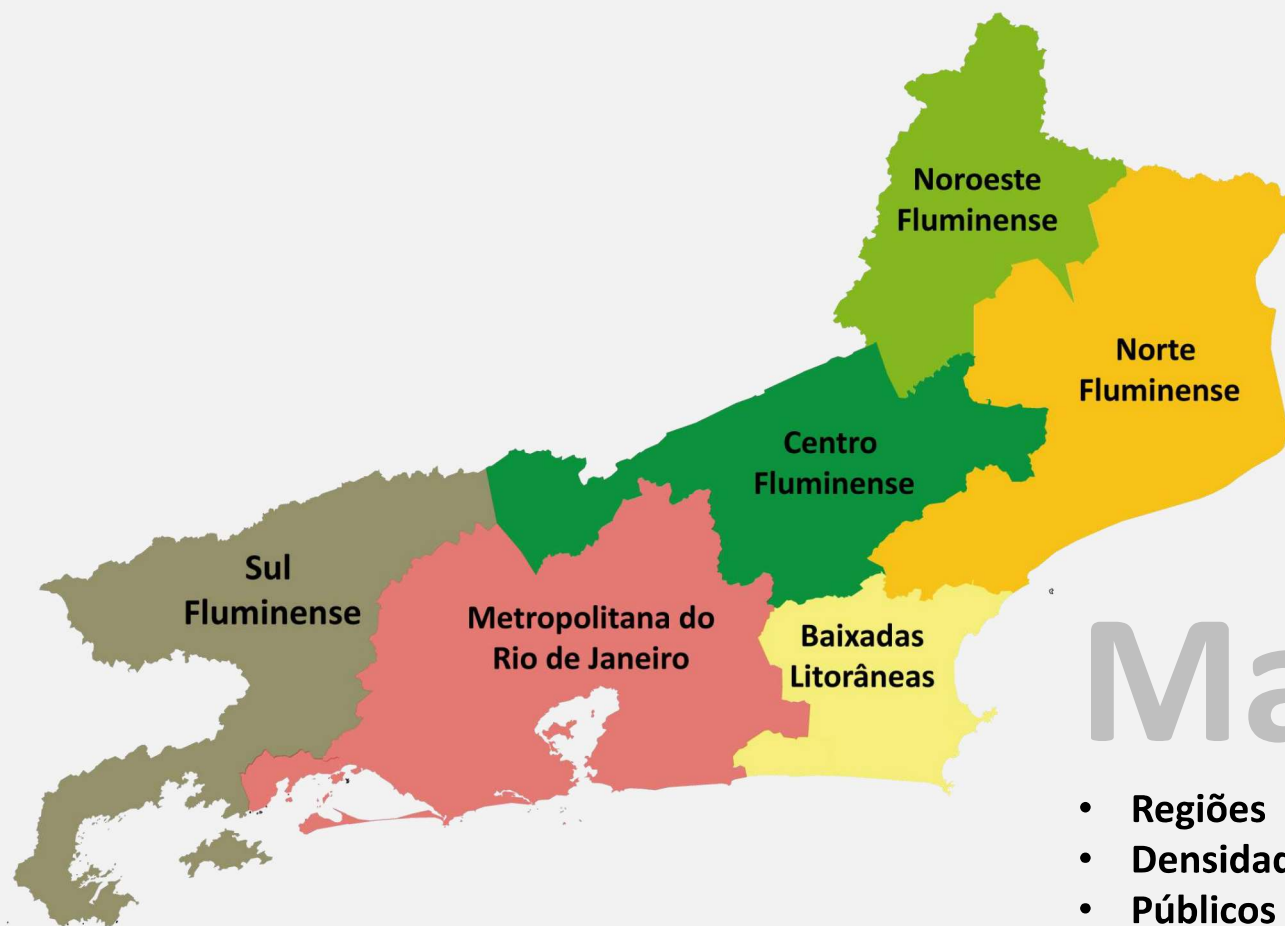 Noroeste
Fluminense
Norte
Fluminense
Centro
Fluminense
Sul
Fluminense
Metropolitana do
Rio de Janeiro
Baixadas
Litorâneas
Ma
• Regiões
• Densidad
• Públicos